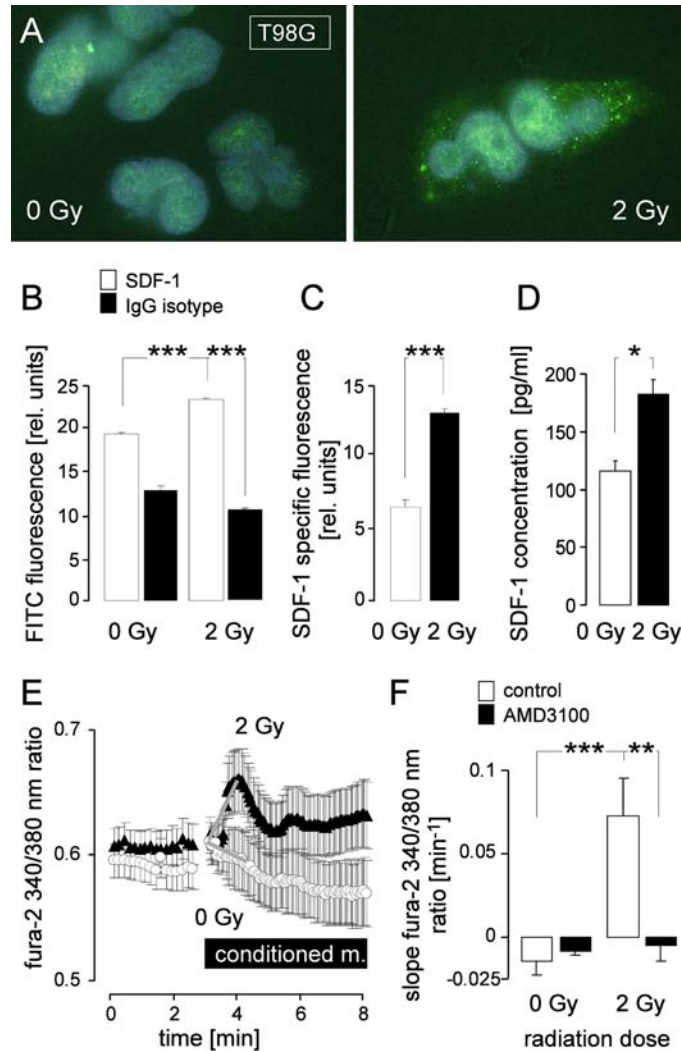 A
T98G
0 Gy
2 Gy
B
SDF-1
IgG isotype
*** ***
FITC fluorescence [rel. units]
25
20
15
10
5
0
0 Gy
2 Gy
C
***
SDF-1 specific fluorescence
[rel. units]
15
10
5
0
0 Gy 2 Gy
D
*
SDF-1 concentration [pg/ml]
200
150
100
50
0
0 Gy 2 Gy
E
fura-2 340/380 nm ratio
0.7
0.6
0.5
2 Gy
0 Gy
conditioned m.
0 2 4 6 8
time [min]
F
control
AMD3100
*** **
slope fura-2 340/380 nm
ratio [min-1]
0.1
0.05
0
-0.025
0 Gy
2 Gy
radiation dose